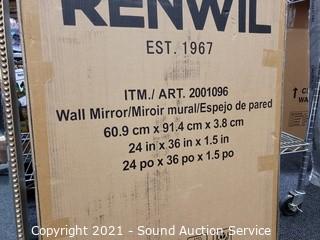 RENWIL
EST. 1967
ITM./ ART. 2001096
Wall Mirror/Miroir mural/Espejo de pared
60.9 cm x 91.4 cm x 3.8 cm
24 in x 36 in x 1.5 in
24 po x 36 po x 1.5 po
Copyright 2021 - Sound Auction Service